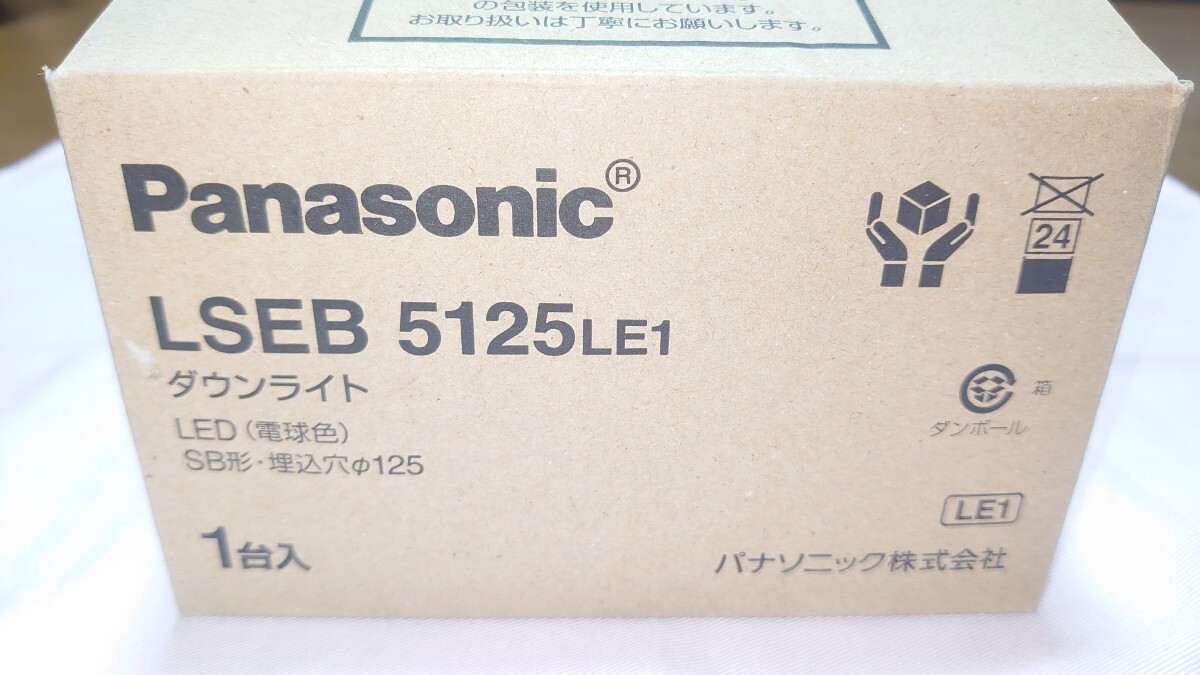 の包装を使用しています。
お取り扱いは丁寧にお願いします。
Panasonic®
24
LSEB 5125LE1
ダウンライト
LED（電球色）
SB形・埋込穴φ125
箱
ダンボール
LE1
1台入
パナソニック株式会社